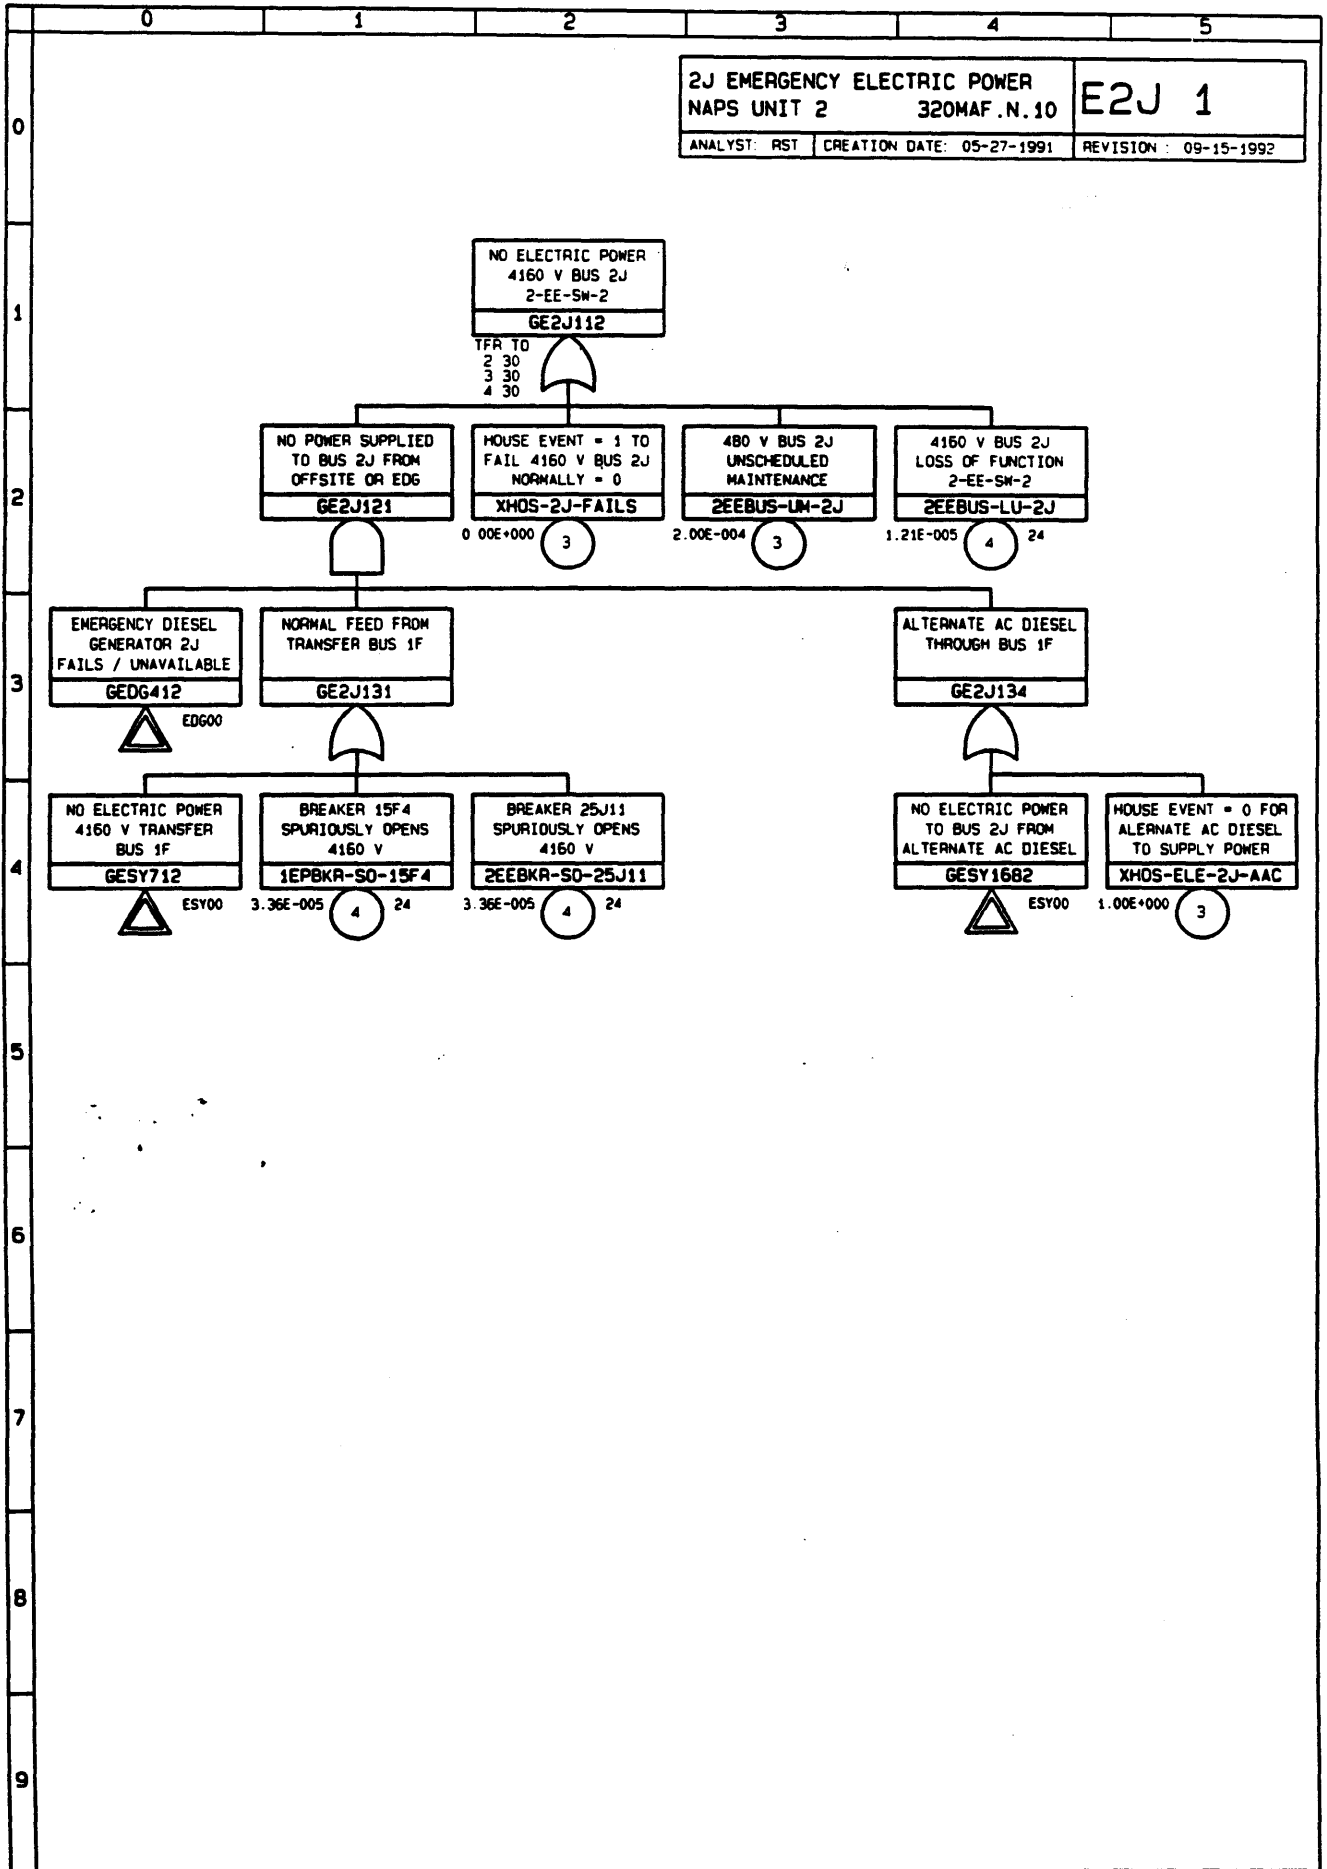 0 1 2 3 4 5
2J EMERGENCY ELECTRIC POWER
NAPS UNIT 2 320MAF.N.10
E2J 1
ANALYST: RST CREATION DATE: 05-27-1991 REVISION : 09-15-1992
0
NO ELECTRIC POWER
4160 V BUS 2J
2-EE-SW-2
GE2J112
1
TFR TO
2 30
3 30
4 30
NO POWER SUPPLIED
TO BUS 2J FROM
OFFSITE OR EDG
GE2J121
HOUSE EVENT = 1 TO
FAIL 4160 V BUS 2J
NORMALLY = 0
XHOS-2J-FAILS
0 00E+000 3
480 V BUS 2J
UNSCHEDULED
MAINTENANCE
2EEBUS-UM-2J
2.00E-004 3
4160 V BUS 2J
LOSS OF FUNCTION
2-EE-SW-2
2EEBUS-LU-2J
1.21E-005 4 24
2
EMERGENCY DIESEL
GENERATOR 2J
FAILS / UNAVAILABLE
GEDG412
EDG00
NORMAL FEED FROM
TRANSFER BUS 1F
GE2J131
ALTERNATE AC DIESEL
THROUGH BUS 1F
GE2J134
3
NO ELECTRIC POWER
4160 V TRANSFER
BUS 1F
GESY712
ESY00
BREAKER 15F4
SPURIOUSLY OPENS
4160 V
1EPBKR-SO-15F4
3.36E-005 4 24
BREAKER 25J11
SPURIOUSLY OPENS
4160 V
2EEBKR-SO-25J11
3.36E-005 4 24
NO ELECTRIC POWER
TO BUS 2J FROM
ALTERNATE AC DIESEL
GESY1682
ESY00
HOUSE EVENT = 0 FOR
ALERNATE AC DIESEL
TO SUPPLY POWER
XHOS-ELE-2J-AAC
1.00E+000 3
4
5
6
7
8
9